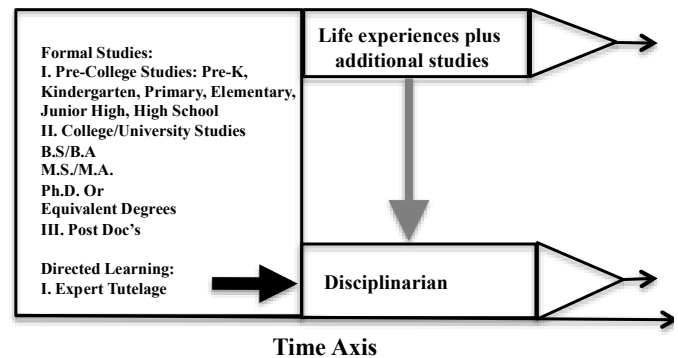 Formal Studies:
I. Pre-College Studies: Pre-K,
Kindergarten, Primary, Elementary,
Junior High, High School
II. College/University Studies
B.S/B.A
M.S./M.A.
Ph.D. Or
Equivalent Degrees
III. Post Doc's
Directed Learning:
I. Expert Tutelage
Life experiences plus
additional studies
Disciplinarian
Time Axis